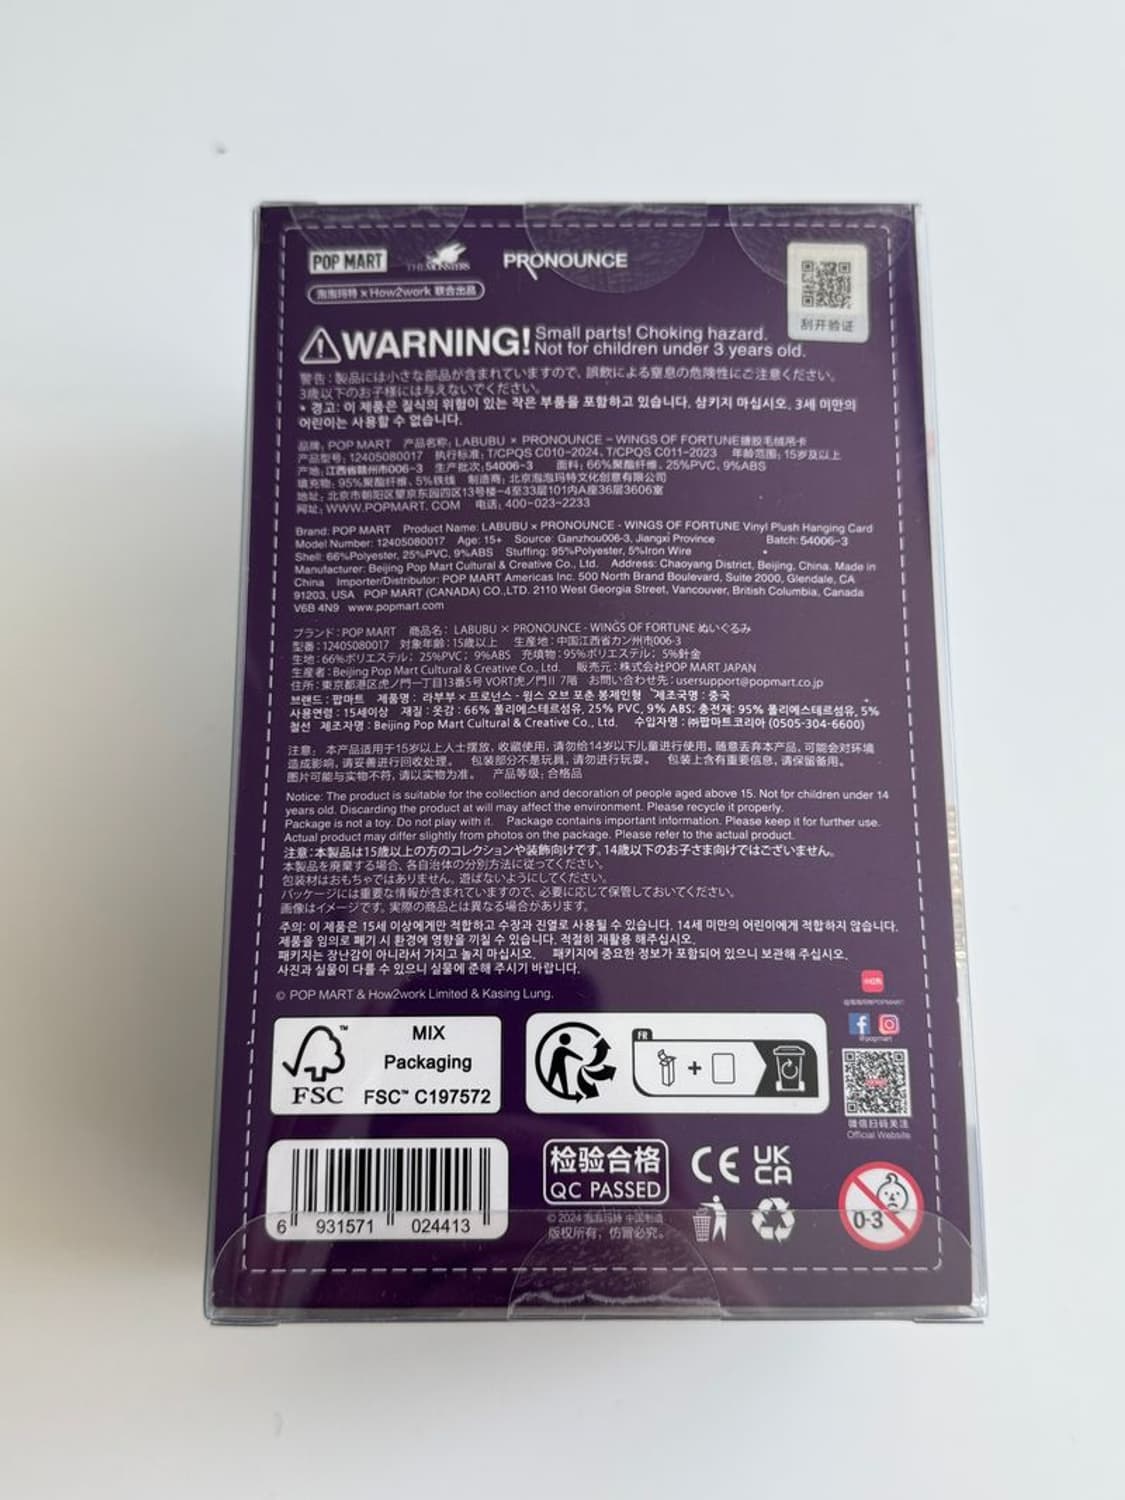 POP MART
THE MONSTERS
PRONOUNCE
泡泡玛特 x How2work 联合出品
刮开验证
WARNING! Small parts! Choking hazard.
Not for children under 3 years old.
警告：製品には小さな部品が含まれていますので、誤飲による窒息の危険性にご注意ください。
3歳以下のお子様には与えないでください。
* 경고: 이 제품은 질식의 위험이 있는 작은 부품을 포함하고 있습니다. 삼키지 마십시오. 3세 미만의
어린이는 사용할 수 없습니다.
品牌：POP MART 产品名称：LABUBU × PRONOUNCE - WINGS OF FORTUNE搪胶毛绒吊卡
产品型号：12405080017 执行标准：T/CPQS C010-2024、T/CPQS C011-2023 年龄范围：15岁及以上
产地：江西省赣州市006-3 生产批次：54006-3 面料：66%聚酯纤维、25%PVC、9%ABS
填充物：95%聚酯纤维、5%铁线 制造商：北京泡泡玛特文化创意有限公司
地址：北京市朝阳区望京东园四区13号楼-4至33层101内A座36层3606室
网址：WWW.POPMART.COM 电话：400-023-2233
Brand: POP MART Product Name: LABUBU × PRONOUNCE - WINGS OF FORTUNE Vinyl Plush Hanging Card
Model Number: 12405080017 Age: 15+ Source: Ganzhou006-3, Jiangxi Province Batch: 54006-3
Shell: 66%Polyester, 25%PVC, 9%ABS Stuffing: 95%Polyester, 5%Iron Wire
Manufacturer: Beijing Pop Mart Cultural & Creative Co., Ltd. Address: Chaoyang District, Beijing, China. Made in
China Importer/Distributor: POP MART Americas Inc. 500 North Brand Boulevard, Suite 2000, Glendale, CA
91203, USA POP MART (CANADA) CO.,LTD. 2110 West Georgia Street, Vancouver, British Columbia, Canada
V6B 4N9 www.popmart.com
ブランド：POP MART 商品名： LABUBU × PRONOUNCE - WINGS OF FORTUNE ぬいぐるみ
型番：12405080017 対象年齢：15歳以上 生産地：中国江西省カン州市006-3
生地：66%ポリエステル； 25%PVC； 9%ABS 充填物：95%ポリエステル； 5%針金
生産者：Beijing Pop Mart Cultural & Creative Co., Ltd. 販売元：株式会社POP MART JAPAN
住所：東京都港区虎ノ門一丁目13番5号 VORT虎ノ門II 7階 お問い合わせ先：usersupport@popmart.co.jp
브랜드 : 팝마트 제품명 : 라부부 × 프로넌스 - 윙스 오브 포춘 봉제인형 제조국명 : 중국
사용연령 : 15세이상 재질 : 옷감: 66% 폴리에스테르섬유, 25% PVC, 9% ABS; 충전재: 95% 폴리에스테르섬유, 5%
철선 제조자명 : Beijing Pop Mart Cultural & Creative Co., Ltd. 수입자명 : ㈜팝마트코리아 (0505-304-6600)
注意： 本产品适用于15岁以上人士摆放，收藏使用，请勿给14岁以下儿童进行使用。随意丢弃本产品，可能会对环境
造成影响，请妥善进行回收处理。 包装部分不是玩具，请勿进行玩耍。 包装上含有重要信息，请保留备用。
图片可能与实物不符，请以实物为准。 产品等级：合格品
Notice: The product is suitable for the collection and decoration of people aged above 15. Not for children under 14
years old. Discarding the product at will may affect the environment. Please recycle it properly.
Package is not a toy. Do not play with it. Package contains important information. Please keep it for further use.
Actual product may differ slightly from photos on the package. Please refer to the actual product.
注意：本製品は15歳以上の方のコレクションや装飾向けです。14歳以下のお子さま向けではございません。
本製品を廃棄する場合、各自治体の分別方法に従ってください。
包装材はおもちゃではありません。遊ばないようにしてください。
パッケージには重要な情報が含まれていますので、必要に応じて保管しておいてください。
画像はイメージです。実際の商品とは異なる場合があります。
주의: 이 제품은 15세 이상에게만 적합하고 수장과 진열로 사용될 수 있습니다. 14세 미만의 어린이에게 적합하지 않습니다.
제품을 임의로 폐기 시 환경에 영향을 끼칠 수 있습니다. 적절히 재활용 해주십시오.
패키지는 장난감이 아니라서 가지고 놀지 마십시오. 패키지에 중요한 정보가 포함되어 있으니 보관해 주십시오.
사진과 실물이 다를 수 있으니 실물에 준해 주시기 바랍니다.
© POP MART & How2work Limited & Kasing Lung.
小红书
@popmart
微信扫码关注
Official Website
FSC™
MIX
Packaging
FSC™ C197572
FR
6 931571 024413
检验合格
QC PASSED
© 2024 泡泡玛特 中国制造
版权所有，仿冒必究。
CE
UK
CA
0-3